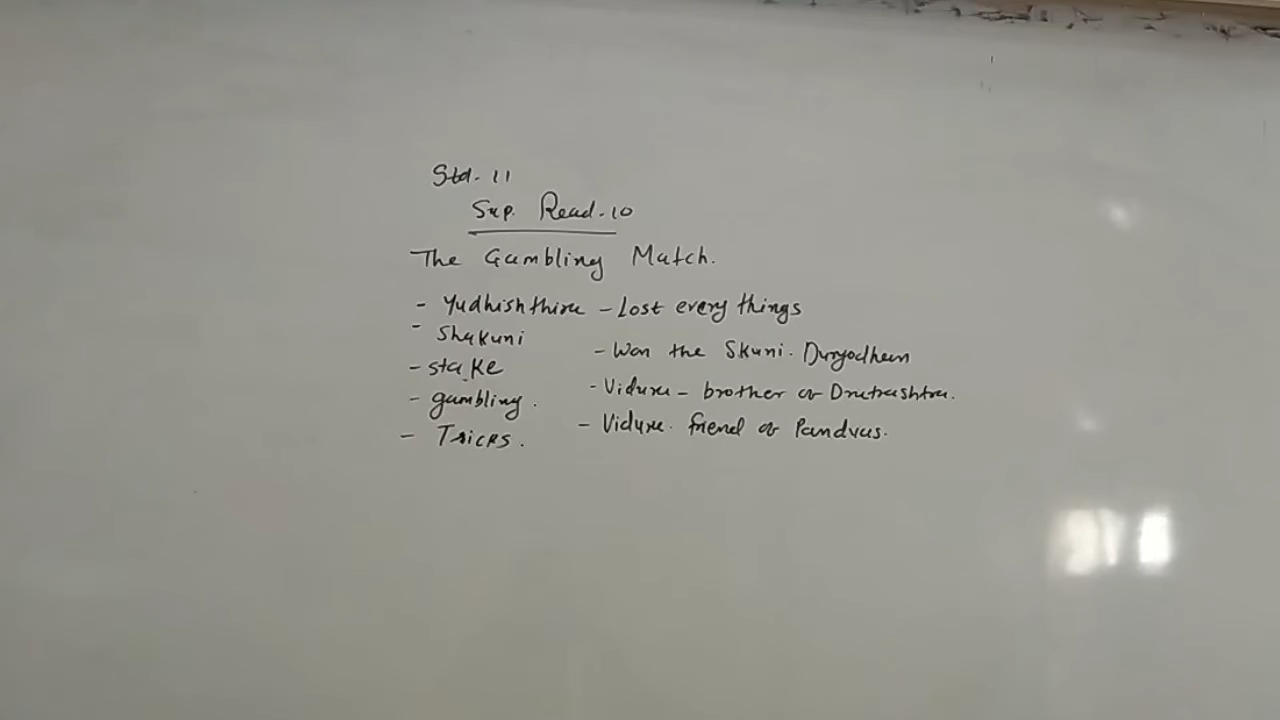 Std. 11
Sup. Read. 10
The Gambling Match.
- Yudhishthira - Lost every things
- Shakuni
- Won the Skuni. Duryodhan
- stake
- Vidura - brother of Drutrashtra.
- gambling.
- Vidura. friend of Pandvas.
- Tricks.